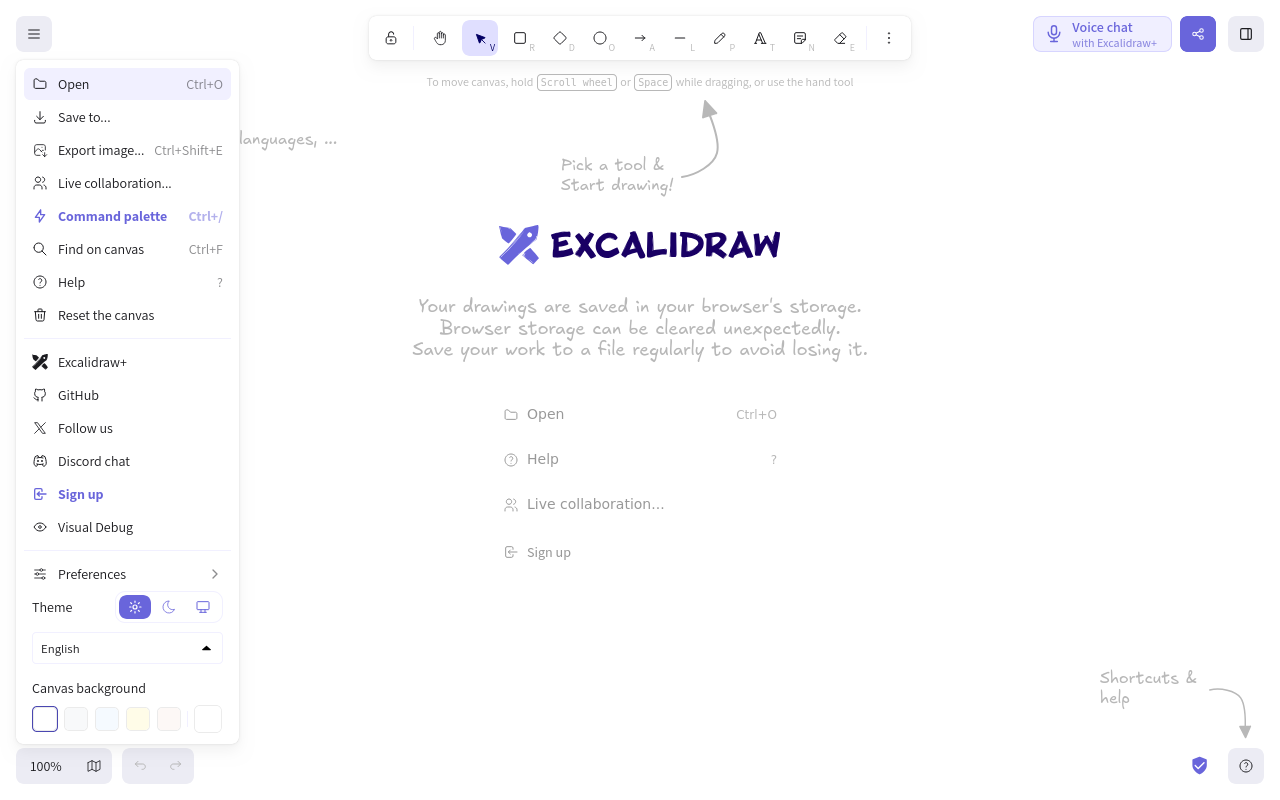 V
R
D
O
A
L
P
T
N
E
Voice chat
with Excalidraw+
To move canvas, hold Scroll wheel or Space while dragging, or use the hand tool
Open Ctrl+O
Save to...
Export image... Ctrl+Shift+E
Live collaboration...
Command palette Ctrl+/
Find on canvas Ctrl+F
Help ?
Reset the canvas
Excalidraw+
GitHub
Follow us
Discord chat
Sign up
Visual Debug
Preferences
Theme
English
Canvas background
languages, ...
Pick a tool &
Start drawing!
EXCALIDRAW
Your drawings are saved in your browser's storage.
Browser storage can be cleared unexpectedly.
Save your work to a file regularly to avoid losing it.
Open Ctrl+O
Help ?
Live collaboration...
Sign up
Shortcuts &
help
100%